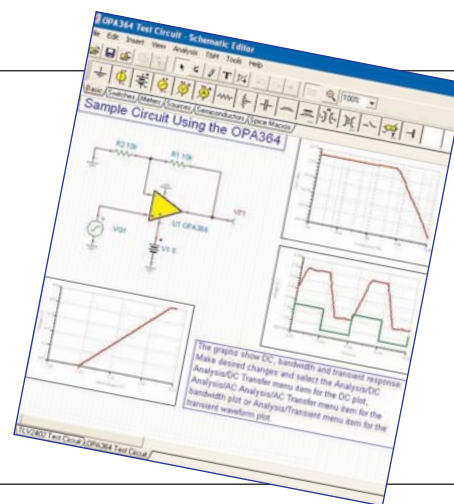 OPA364 Test Circuit - Schematic Editor
Edit Insert View Analysis T&M Tools Help
100%
Basic Switches Meters Sources Semiconductors Spice Macros
Sample Circuit Using the OPA364
R2 10k
R1 10k
VF1
U1 OPA364
VG1
V1 5
The graphs show DC, bandwidth and transient response.
Make desired changes and select the Analysis/DC
Analysis/DC Transfer menu item for the DC plot,
Analysis/AC Analysis/AC Transfer menu item for the
bandwidth plot or Analysis/Transient menu item for the
transient waveform plot.
TLV2402 Test Circuit OPA364 Test Circuit